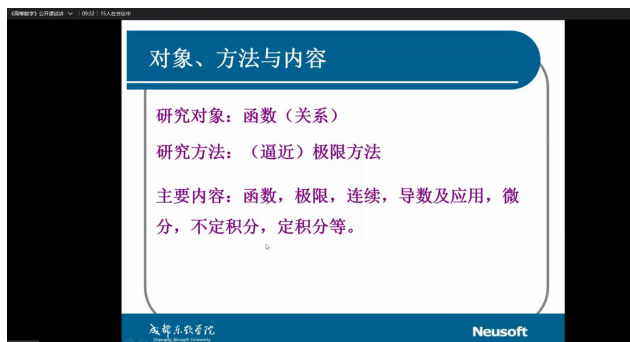 《高等数学》公开课试讲 09:32 15人在会议中
对象、方法与内容
研究对象：函数（关系）
研究方法：（逼近）极限方法
主要内容：函数，极限，连续，导数及应用，微
分，不定积分，定积分等。
成都东软学院 Neusoft
Chengdu Neusoft University